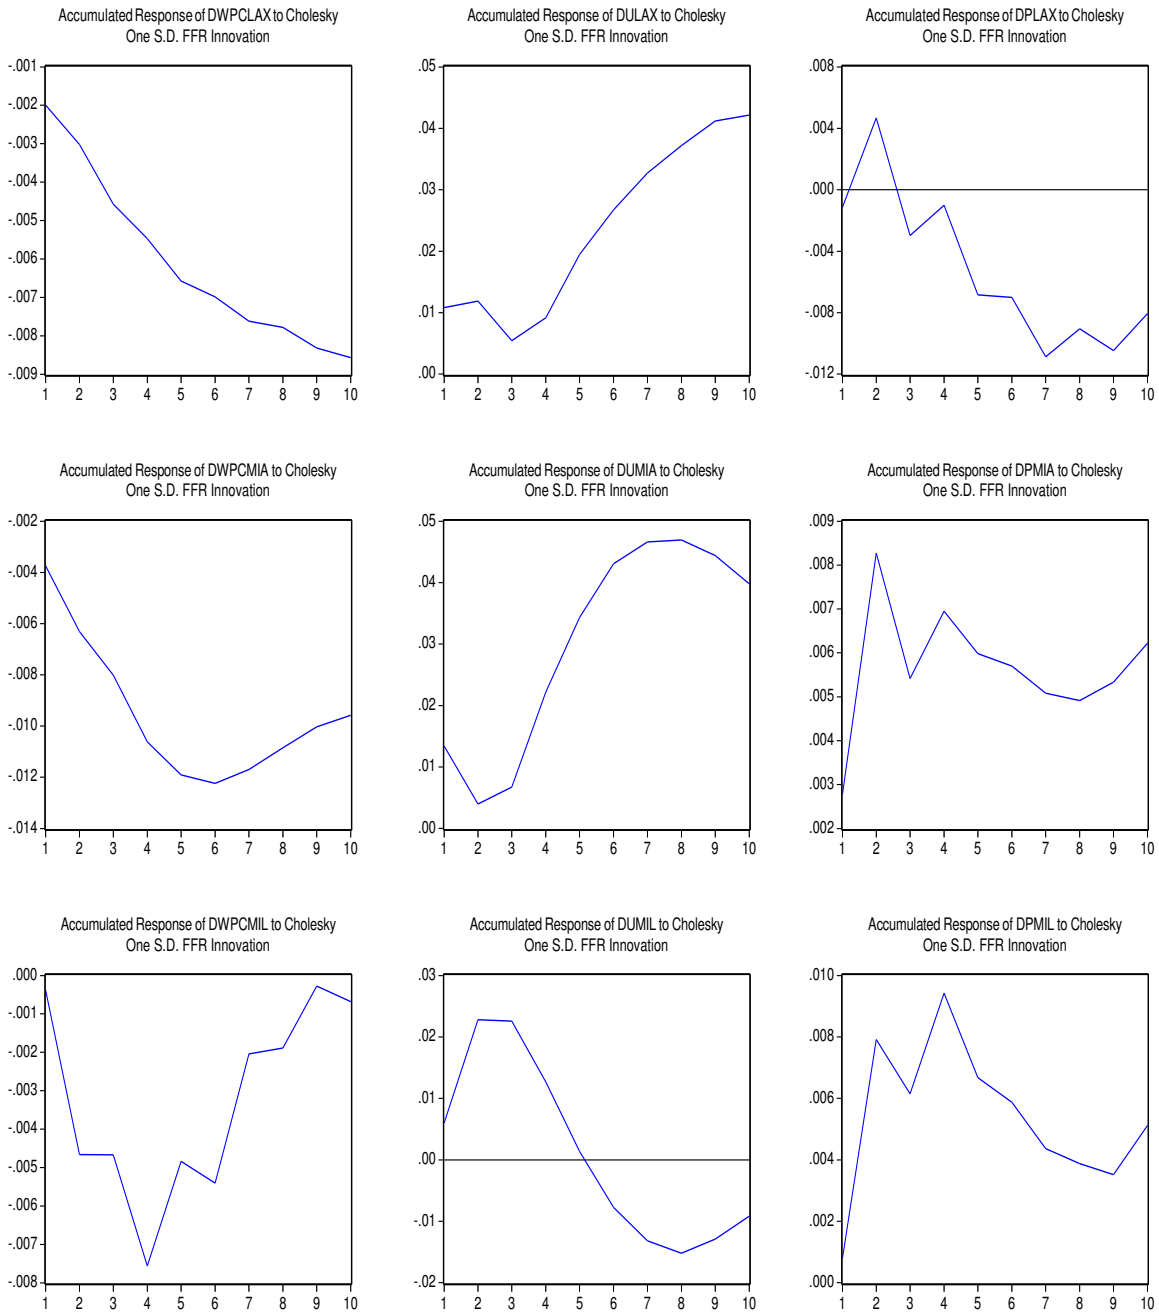 Accumulated Response of DWPCLAX to Cholesky
One S.D. FFR Innovation
-.001
-.002
-.003
-.004
-.005
-.006
-.007
-.008
-.009
1 2 3 4 5 6 7 8 9 10
Accumulated Response of DULAX to Cholesky
One S.D. FFR Innovation
.05
.04
.03
.02
.01
.00
1 2 3 4 5 6 7 8 9 10
Accumulated Response of DPLAX to Cholesky
One S.D. FFR Innovation
.008
.004
.000
-.004
-.008
-.012
1 2 3 4 5 6 7 8 9 10
Accumulated Response of DWPCMIA to Cholesky
One S.D. FFR Innovation
-.002
-.004
-.006
-.008
-.010
-.012
-.014
1 2 3 4 5 6 7 8 9 10
Accumulated Response of DUMIA to Cholesky
One S.D. FFR Innovation
.05
.04
.03
.02
.01
.00
1 2 3 4 5 6 7 8 9 10
Accumulated Response of DPMIA to Cholesky
One S.D. FFR Innovation
.009
.008
.007
.006
.005
.004
.003
.002
1 2 3 4 5 6 7 8 9 10
Accumulated Response of DWPCMIL to Cholesky
One S.D. FFR Innovation
.000
-.001
-.002
-.003
-.004
-.005
-.006
-.007
-.008
1 2 3 4 5 6 7 8 9 10
Accumulated Response of DUMIL to Cholesky
One S.D. FFR Innovation
.03
.02
.01
.00
-.01
-.02
1 2 3 4 5 6 7 8 9 10
Accumulated Response of DPMIL to Cholesky
One S.D. FFR Innovation
.010
.008
.006
.004
.002
.000
1 2 3 4 5 6 7 8 9 10